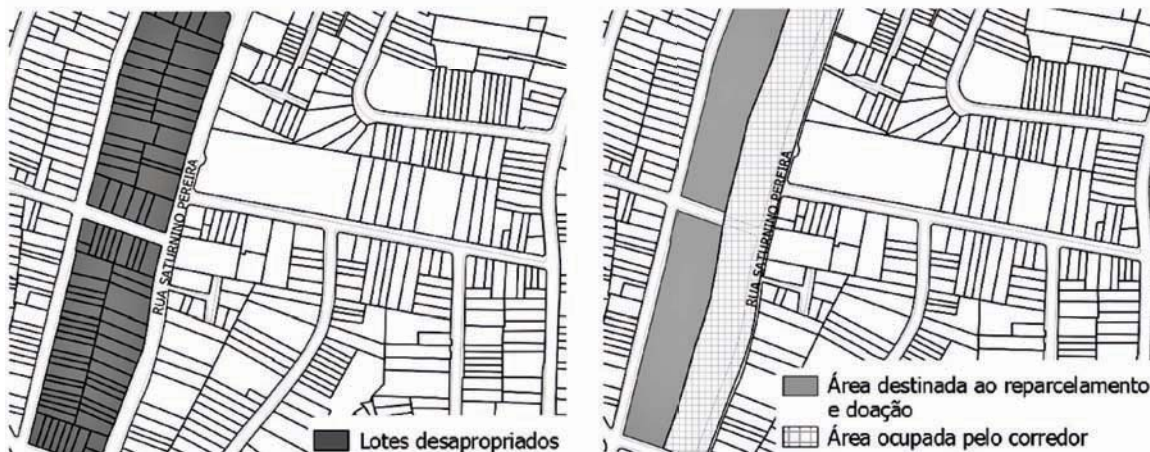 RUA SATURNINO PEREIRA
Lotes desapropriados
RUA SATURNINO PEREIRA
Área destinada ao reparcelamento
e doação
Área ocupada pelo corredor